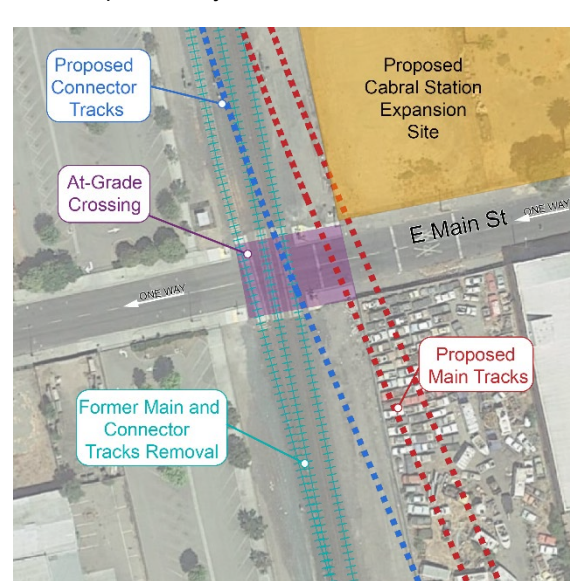 Proposed
Connector
Tracks
Proposed
Cabral Station
Expansion
Site
At-Grade
Crossing
E Main St
ONE WAY
ONE WAY
Proposed
Main Tracks
Former Main and
Connector
Tracks Removal